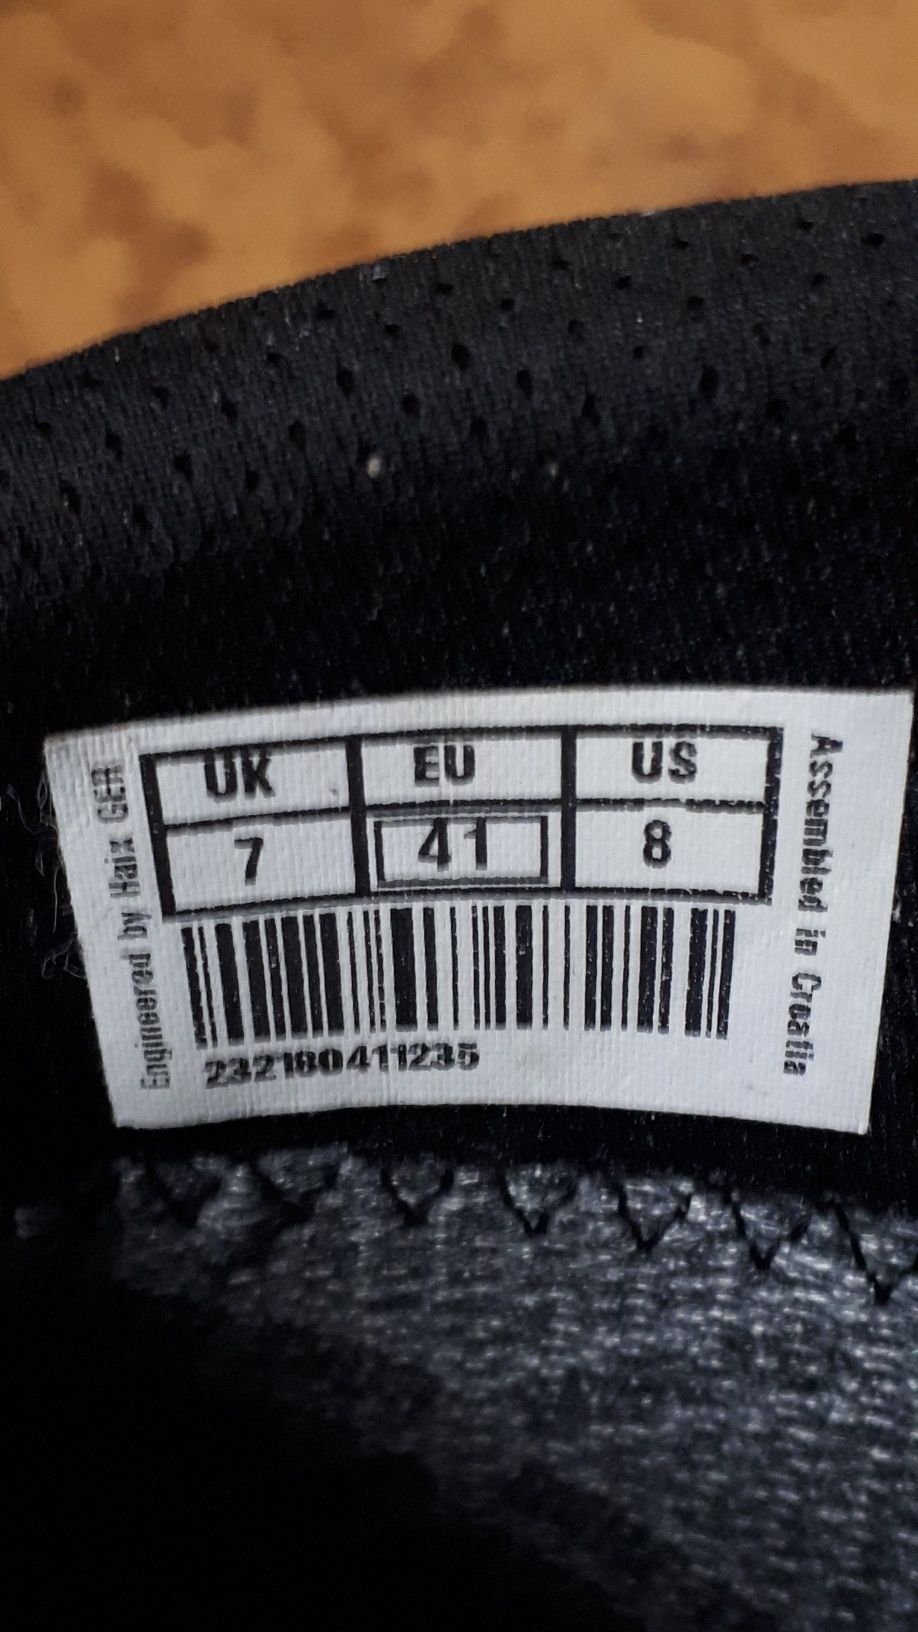 Engineered by Haix GER
UK EU US
7 41 8
232180411235
Assembled in Croatia